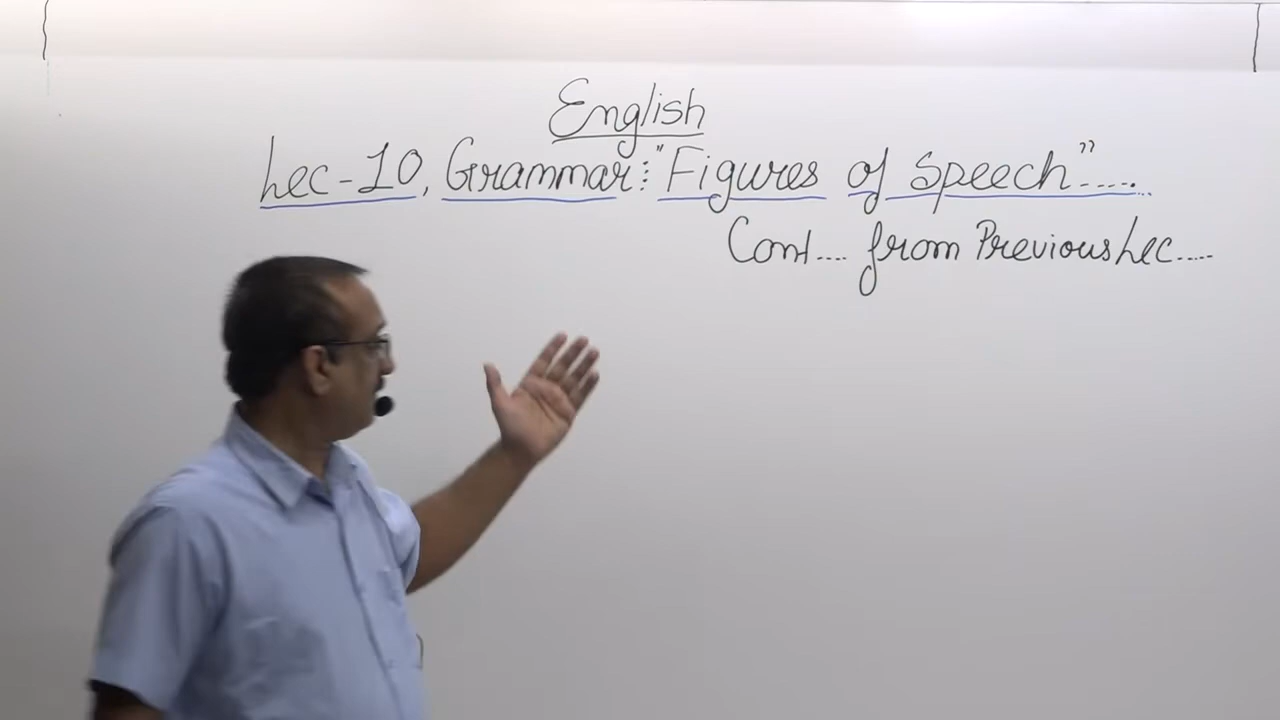 English
Lec-10, Grammar:"Figures of Speech".....
Cont.... from Previous Lec.....